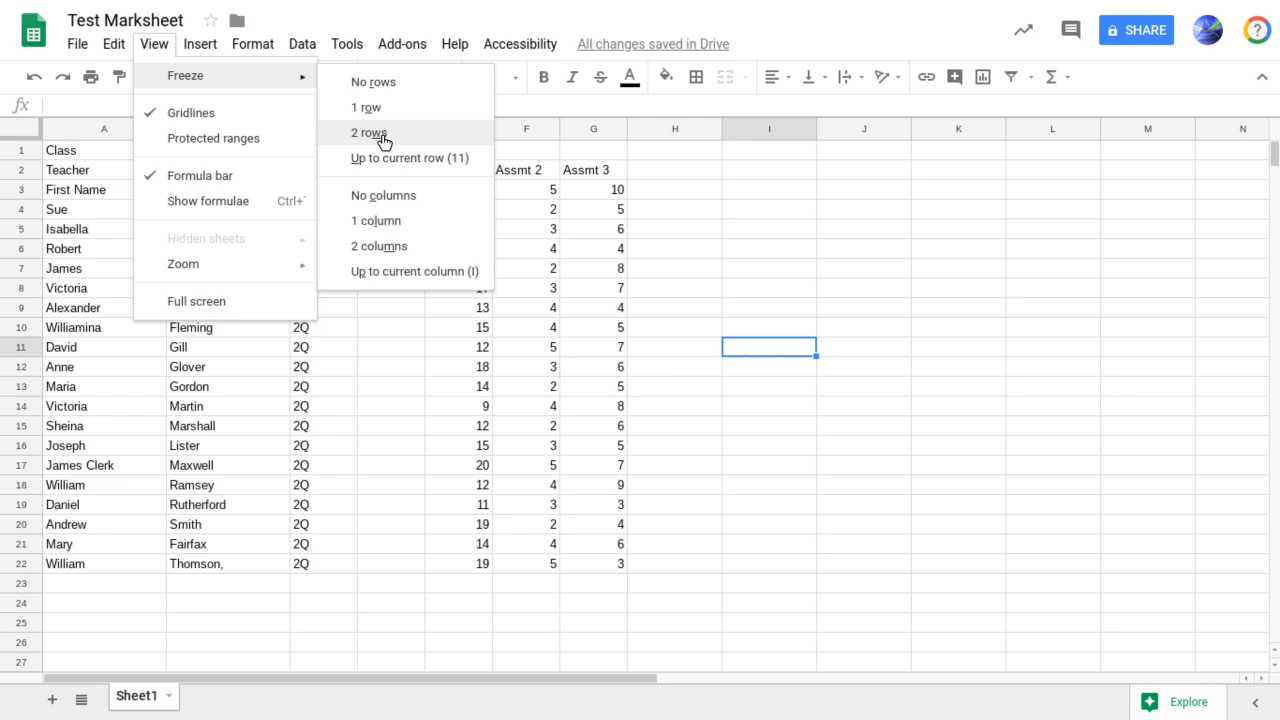 Test Marksheet
File Edit View Insert Format Data Tools Add-ons Help Accessibility All changes saved in Drive
SHARE
Freeze
Gridlines
Protected ranges
Formula bar
Show formulae Ctrl+`
Hidden sheets
Zoom
Full screen
No rows
1 row
2 rows
Up to current row (11)
No columns
1 column
2 columns
Up to current column (I)
B I S A Σ
fx
A F G H I J K L M N
1 Class
2 Teacher Assmt 2 Assmt 3
3 First Name 5 10
4 Sue 2 5
5 Isabella 3 6
6 Robert 4 4
7 James 2 8
8 Victoria 3 7
9 Alexander 13 4 4
10 Williamina Fleming 2Q 15 4 5
11 David Gill 2Q 12 5 7
12 Anne Glover 2Q 18 3 6
13 Maria Gordon 2Q 14 2 5
14 Victoria Martin 2Q 9 4 8
15 Sheina Marshall 2Q 12 2 6
16 Joseph Lister 2Q 15 3 5
17 James Clerk Maxwell 2Q 20 5 7
18 William Ramsey 2Q 12 4 9
19 Daniel Rutherford 2Q 11 3 3
20 Andrew Smith 2Q 19 2 4
21 Mary Fairfax 2Q 14 4 6
22 William Thomson, 2Q 19 5 3
23
24
25
26
27
Sheet1
Explore